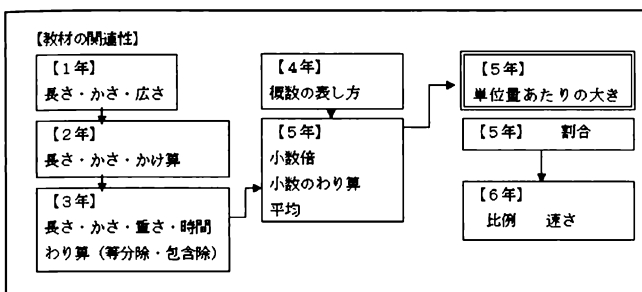 【教材の関連性】
【1年】
長さ・かさ・広さ
【2年】
長さ・かさ・かけ算
【3年】
長さ・かさ・重さ・時間
わり算（等分除・包含除）
【4年】
概数の表し方
【5年】
小数倍
小数のわり算
平均
【5年】
単位量あたりの大き
【5年】 割合
【6年】
比例 速さ